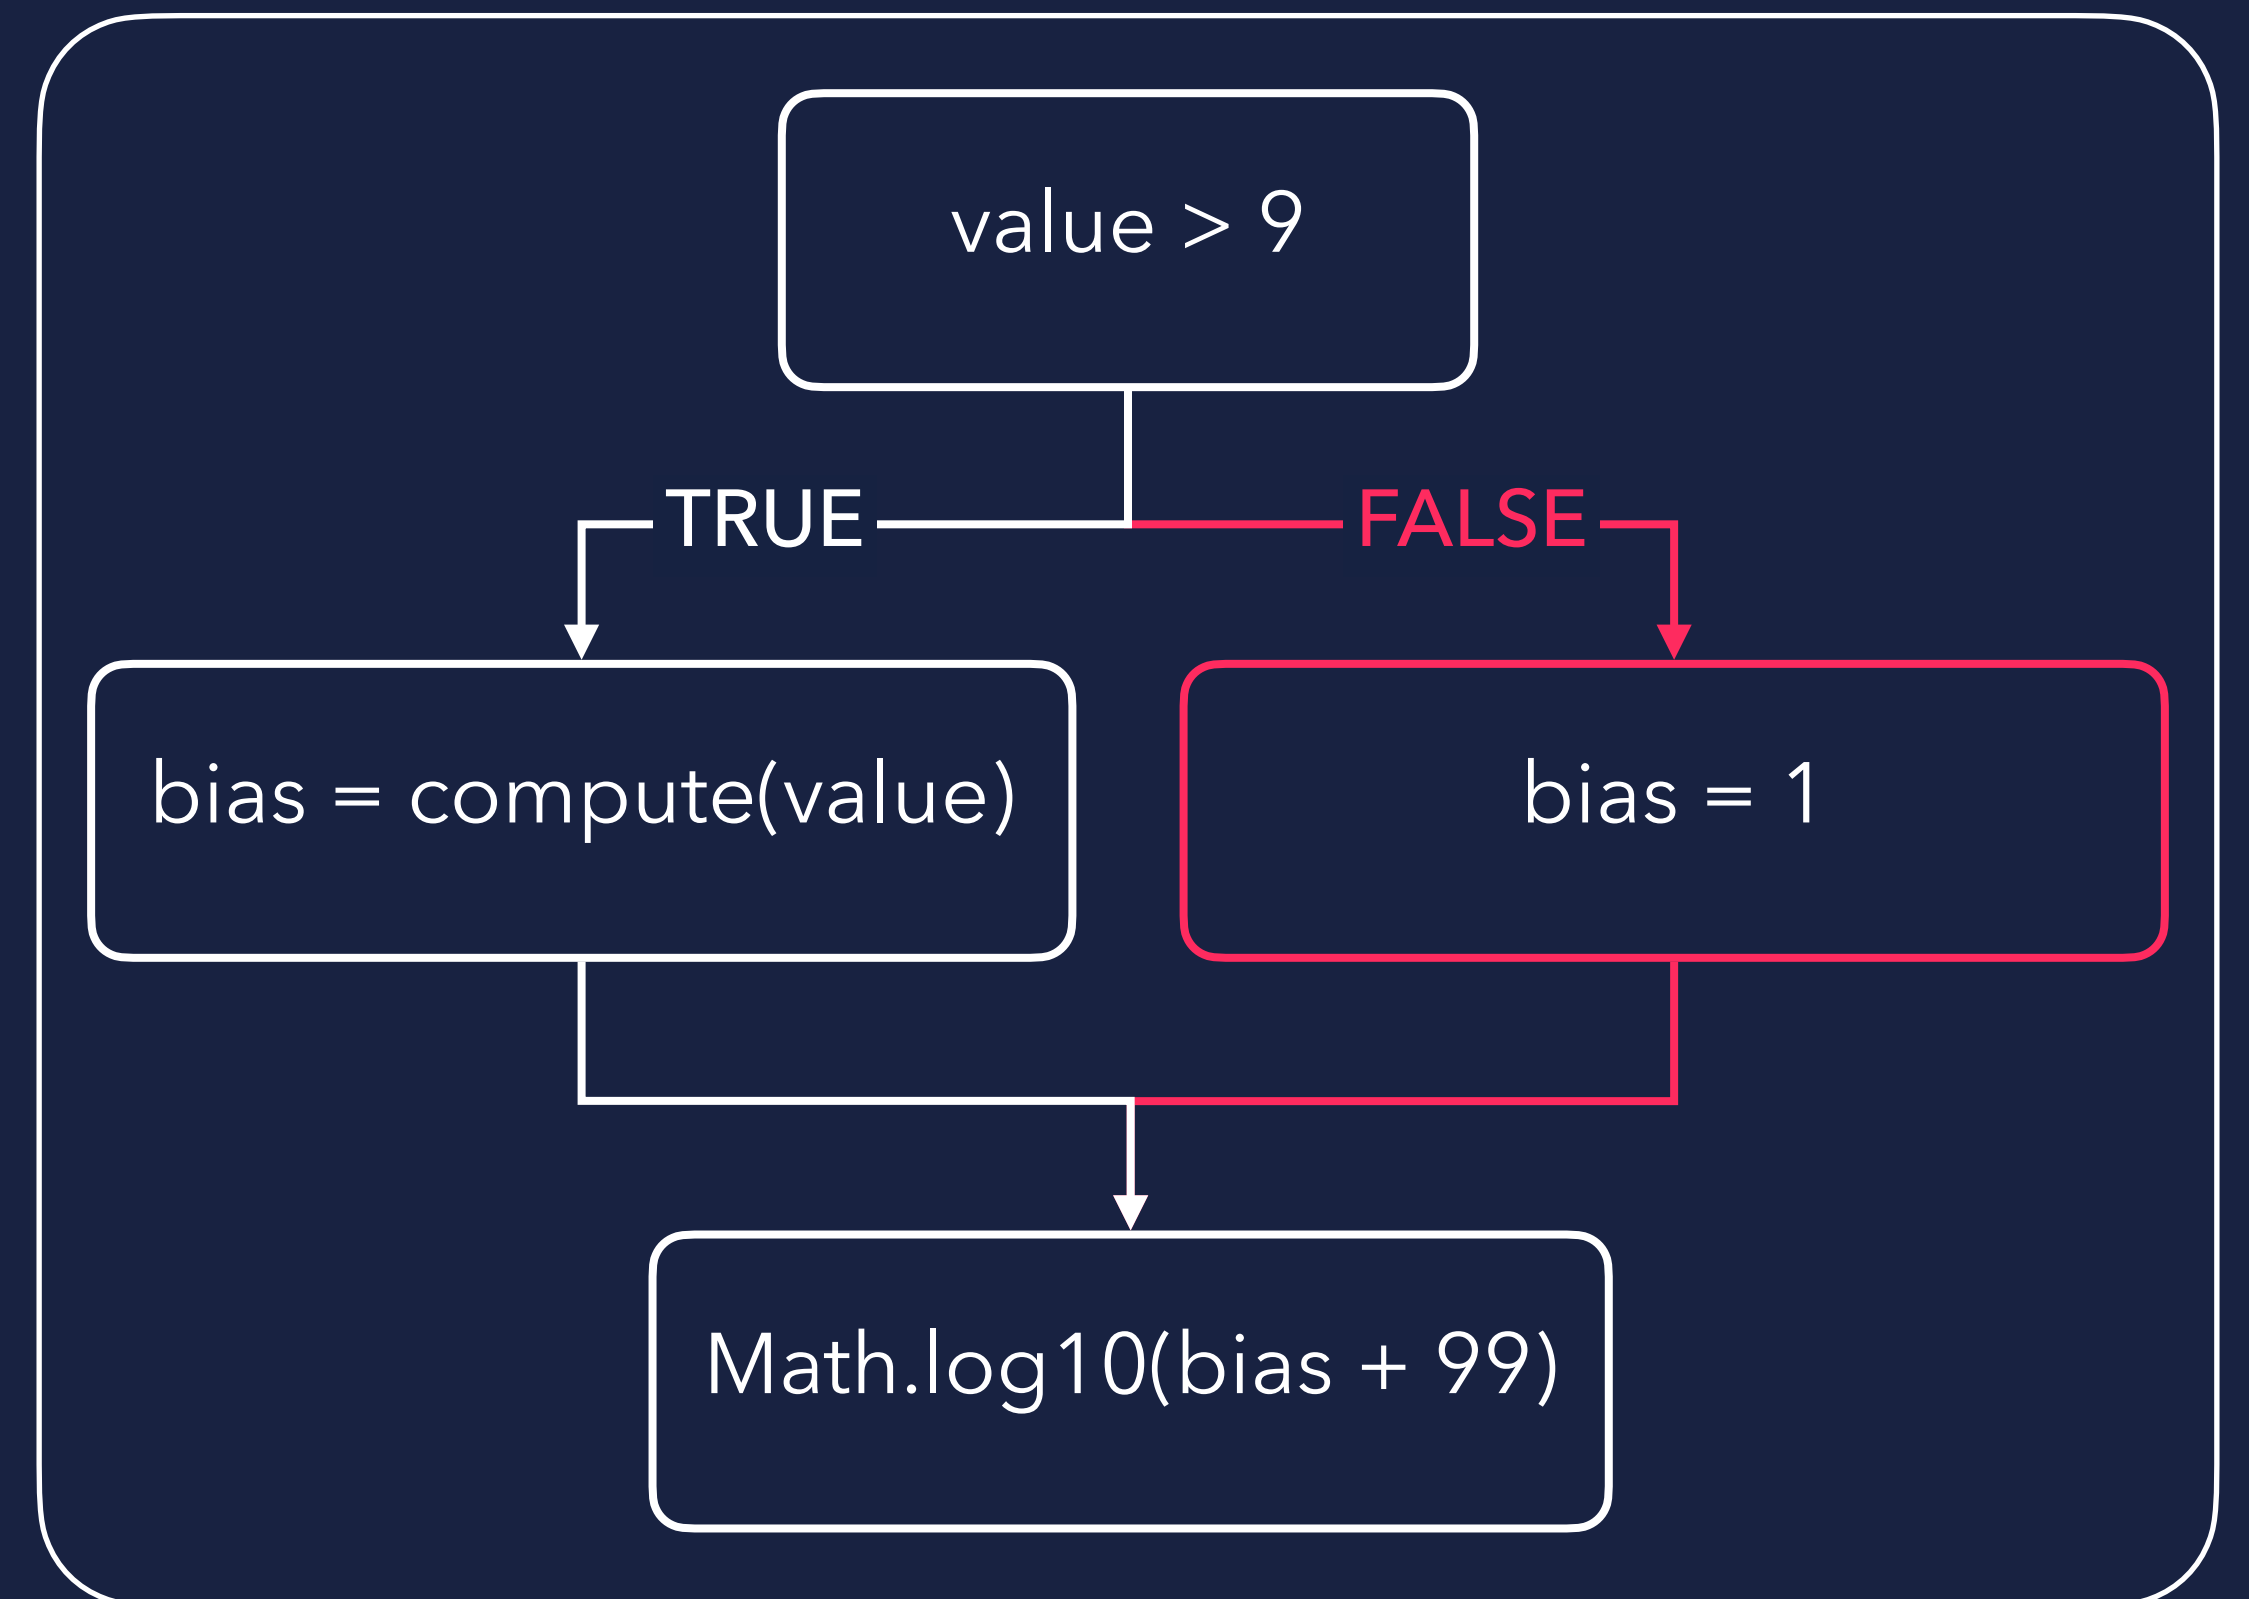 value > 9
TRUE
FALSE
bias = compute(value)
bias = 1
Math.log10(bias + 99)